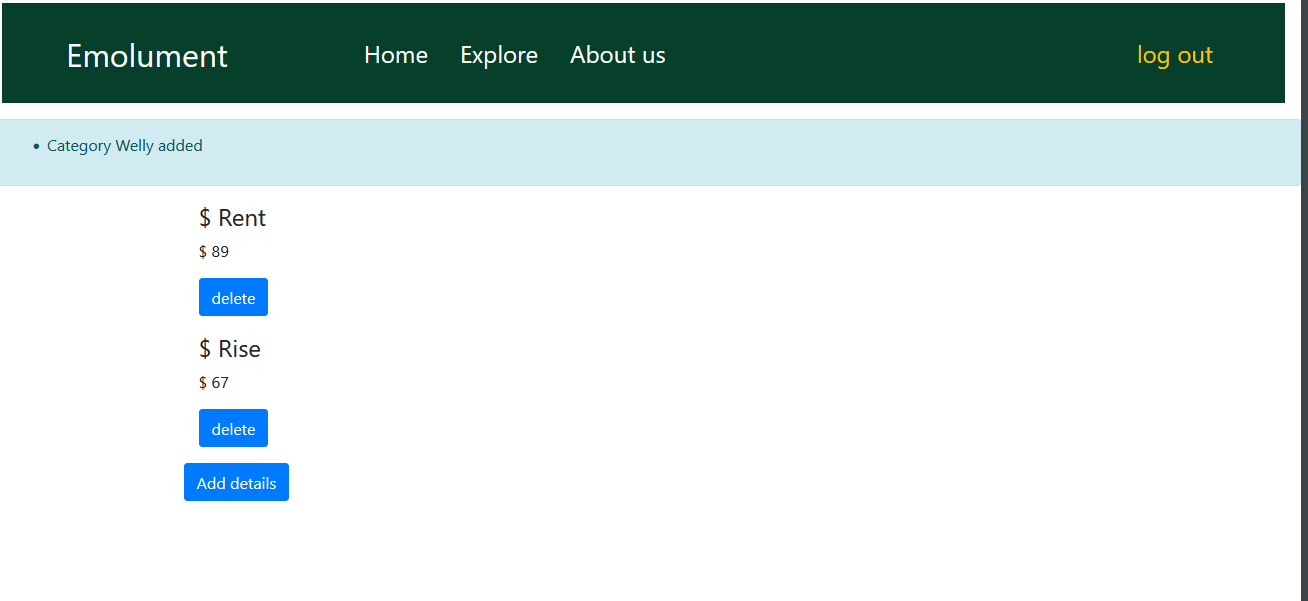 Emolument Home Explore About us log out
• Category Welly added
$ Rent
$ 89
delete
$ Rise
$ 67
delete
Add details